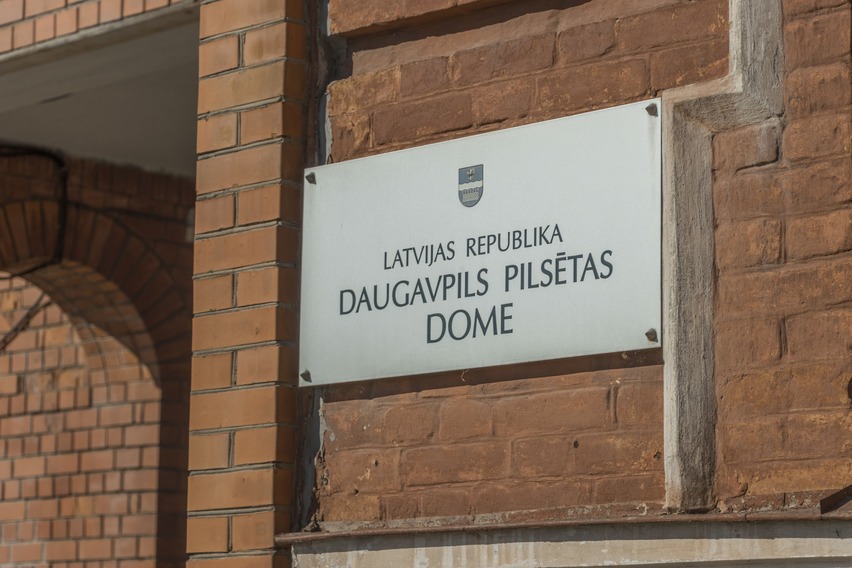 LATVIJAS REPUBLIKA
DAUGAVPILS PILSĒTAS
DOME